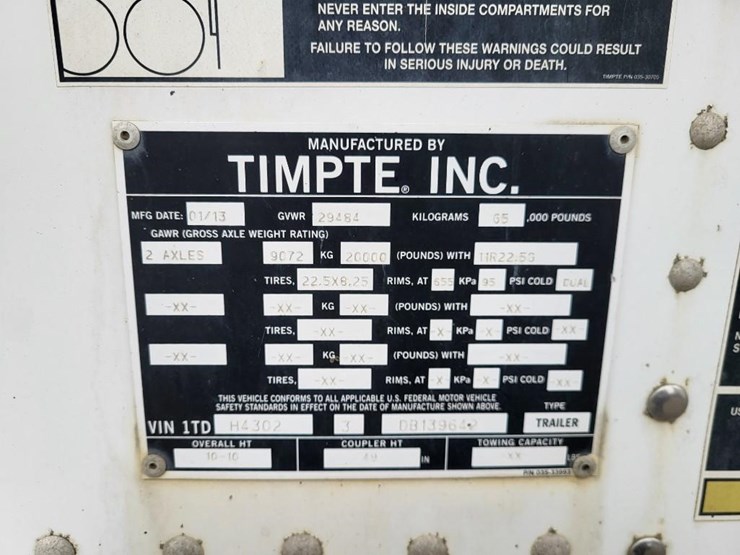 NEVER ENTER THE INSIDE COMPARTMENTS FOR
ANY REASON.
FAILURE TO FOLLOW THESE WARNINGS COULD RESULT
IN SERIOUS INJURY OR DEATH.
MANUFACTURED BY
TIMPTE® INC.
MFG DATE: 01/13 GVWR 29484 KILOGRAMS 65 ,000 POUNDS
GAWR (GROSS AXLE WEIGHT RATING)
2 AXLES 9072 KG 20000 (POUNDS) WITH 11R22.5G
TIRES, 22.5X8.25 RIMS, AT 655 KPa 95 PSI COLD DUAL
-XX- -XX- KG -XX- (POUNDS) WITH -XX-
TIRES, -XX- RIMS, AT -X- KPa -X- PSI COLD XX-
-XX- -XX- KG -XX- (POUNDS) WITH -XX-
TIRES, -XX- RIMS, AT -X- KPa -X- PSI COLD -XX-
THIS VEHICLE CONFORMS TO ALL APPLICABLE U.S. FEDERAL MOTOR VEHICLE
SAFETY STANDARDS IN EFFECT ON THE DATE OF MANUFACTURE SHOWN ABOVE. TYPE
VIN 1TD H4302 3 DB139642 TRAILER
OVERALL HT COUPLER HT TOWING CAPACITY
10-10 48 IN XX LBS